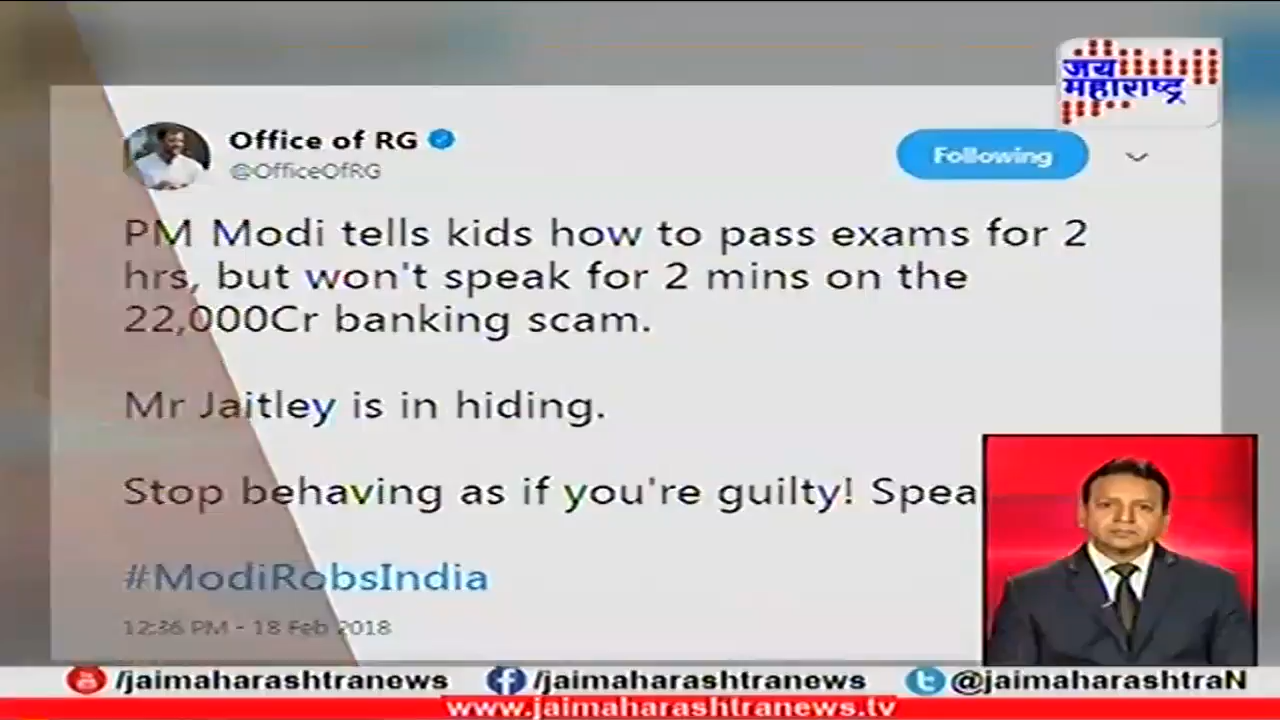 जय
महाराष्ट्र
Office of RG
@OfficeOfRG
Following
PM Modi tells kids how to pass exams for 2
hrs, but won't speak for 2 mins on the
22,000Cr banking scam.
Mr Jaitley is in hiding.
Stop behaving as if you're guilty! Spea
#ModiRobsIndia
12:36 PM - 18 Feb 2018
/jaimaharashtranews /jaimaharashtranews @jaimaharashtraN
www.jaimaharashtranews.tv